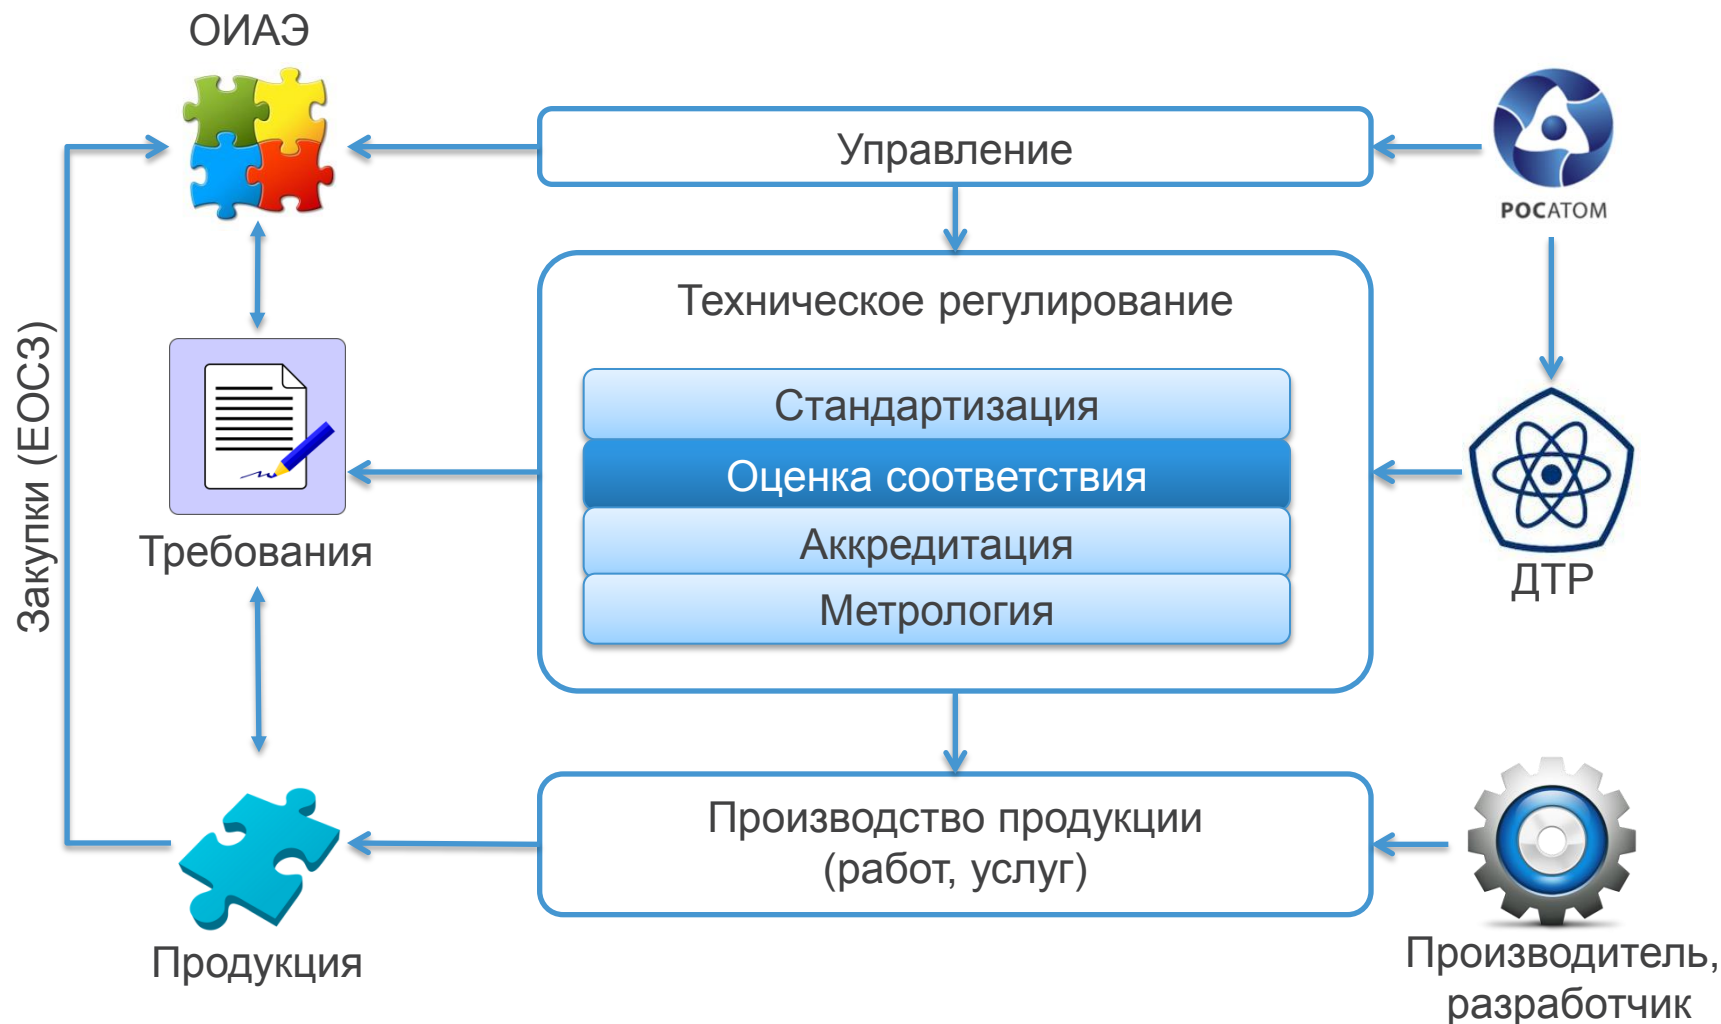 ОИАЭ
Управление
РОСАТОМ
Техническое регулирование
Стандартизация
Оценка соответствия
Аккредитация
Метрология
Закупки (ЕОСЗ)
Требования
ДТР
Производство продукции
(работ, услуг)
Продукция
Производитель,
разработчик